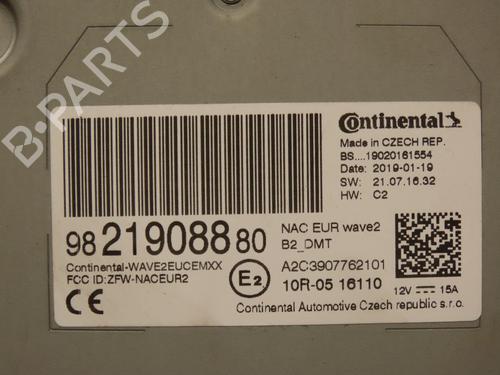 B-PARTS
Continental
Made in CZECH REP.
BS....19020161554
Date: 2019-01-19
SW: 21.07.16.32
HW: C2
98 219088 80
NAC EUR wave2
B2_DMT
Continental-WAVE2EUCEMXX
FCC ID:ZFW-NACEUR2
A2C3907762101
CE
E2
10R-05 16110
12V 15A
Continental Automotive Czech republic s.r.o.